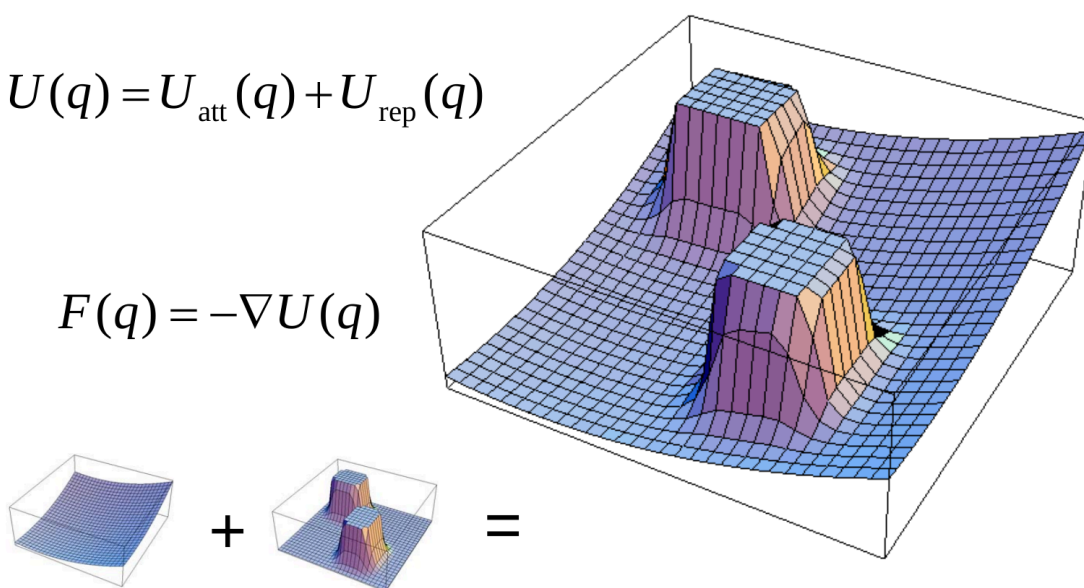 U(q) = U_att(q) + U_rep(q)
F(q) = −∇U(q)
+ =